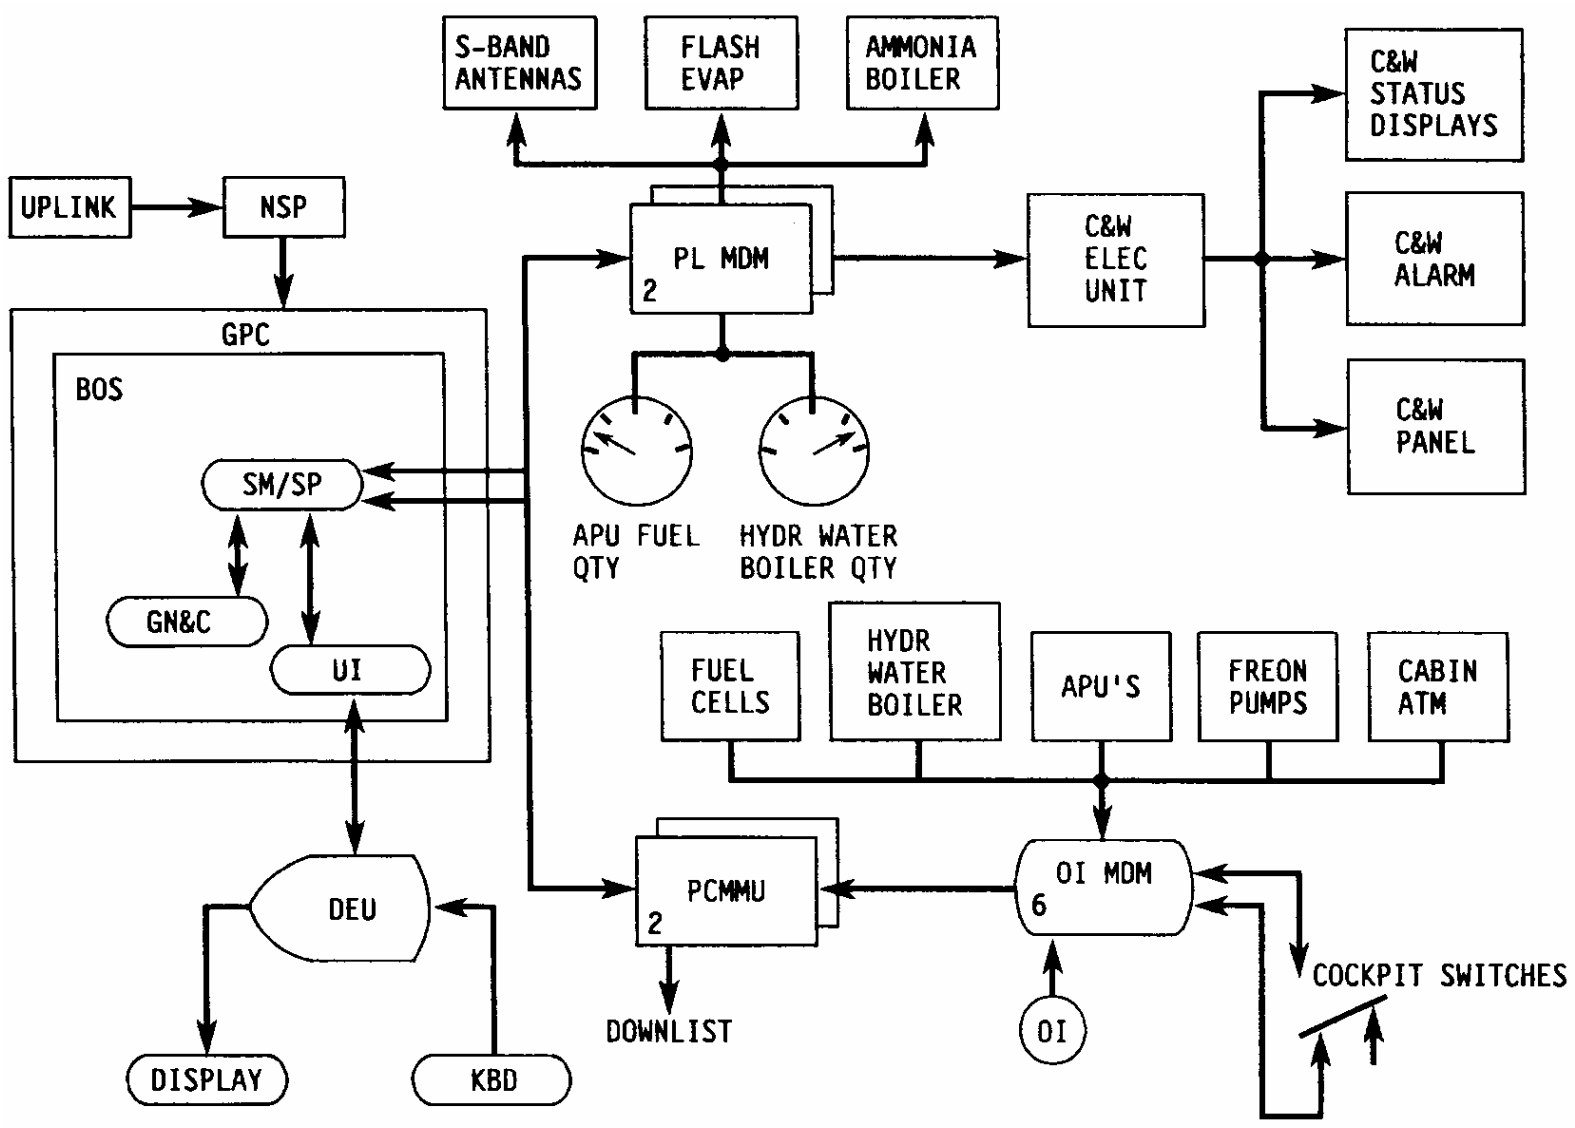 S-BAND
ANTENNAS
FLASH
EVAP
AMMONIA
BOILER
C&W
STATUS
DISPLAYS
UPLINK
NSP
PL MDM
2
C&W
ELEC
UNIT
C&W
ALARM
GPC
BOS
C&W
PANEL
SM/SP
APU FUEL
QTY
HYDR WATER
BOILER QTY
GN&C
UI
FUEL
CELLS
HYDR
WATER
BOILER
APU'S
FREON
PUMPS
CABIN
ATM
DEU
PCMMU
2
OI MDM
6
COCKPIT SWITCHES
DOWNLIST
OI
DISPLAY
KBD